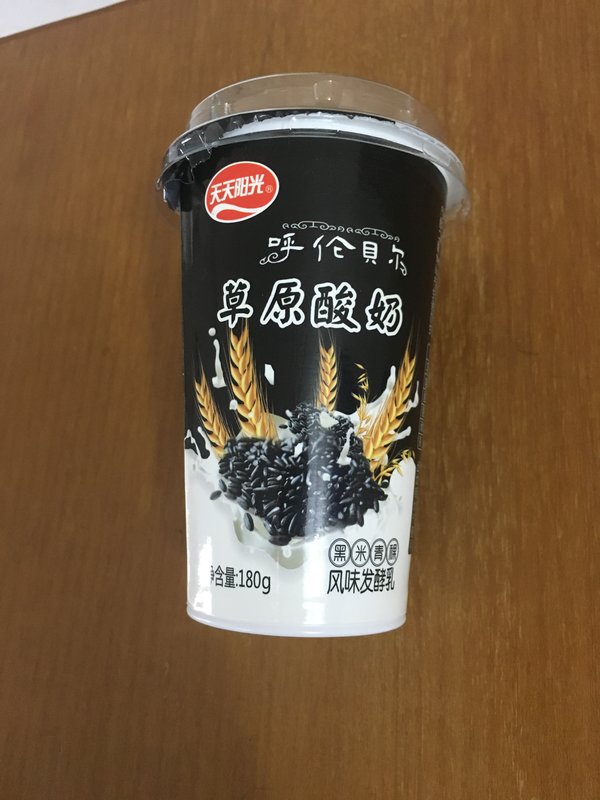 天天阳光®
呼伦贝尔
草原酸奶
黑米青稞
风味发酵乳
净含量:180g